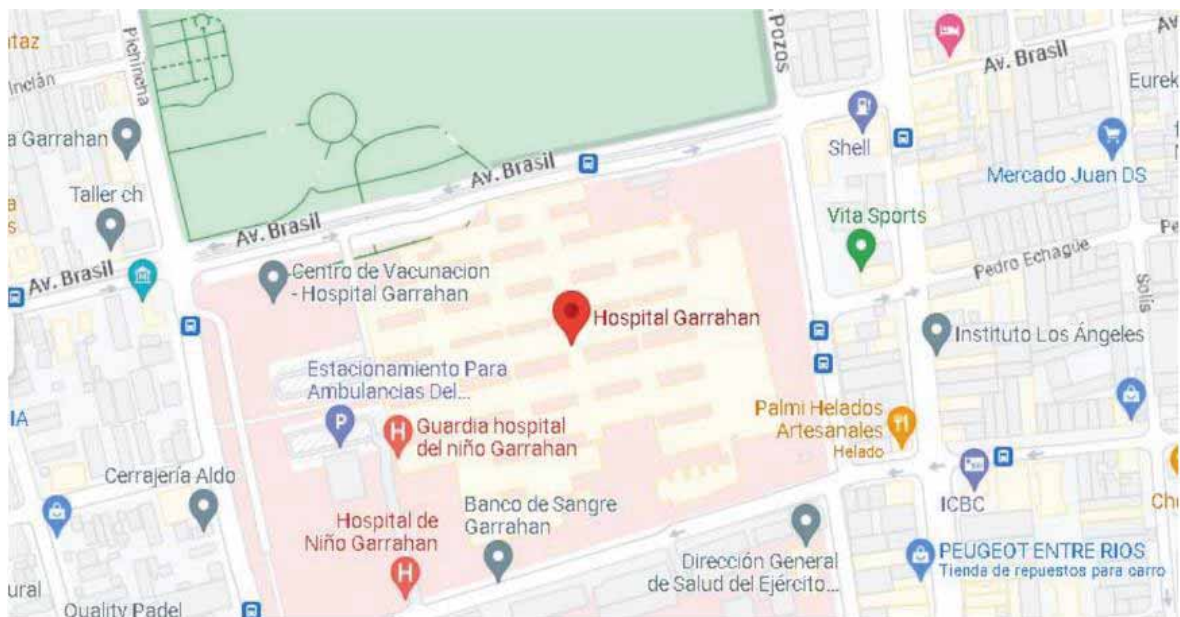 Pichincha
Pozos
Av. Brasil
Eurek
a Garrahan
Shell
Taller ch
Av. Brasil
Mercado Juan DS
Vita Sports
Av. Brasil
Av. Brasil
Pedro Echagüe
Solís
Centro de Vacunacion
- Hospital Garrahan
Hospital Garrahan
Instituto Los Ángeles
Estacionamiento Para
Ambulancias Del...
P
IA
H
Guardia hospital
del niño Garrahan
Palmi Helados
Artesanales
Helado
Cerrajería Aldo
Banco de Sangre
Garrahan
ICBC
Hospital de
Niño Garrahan
H
Dirección General
de Salud del Ejército...
PEUGEOT ENTRE RIOS
Tienda de repuestos para carro
ural
Quality Padel